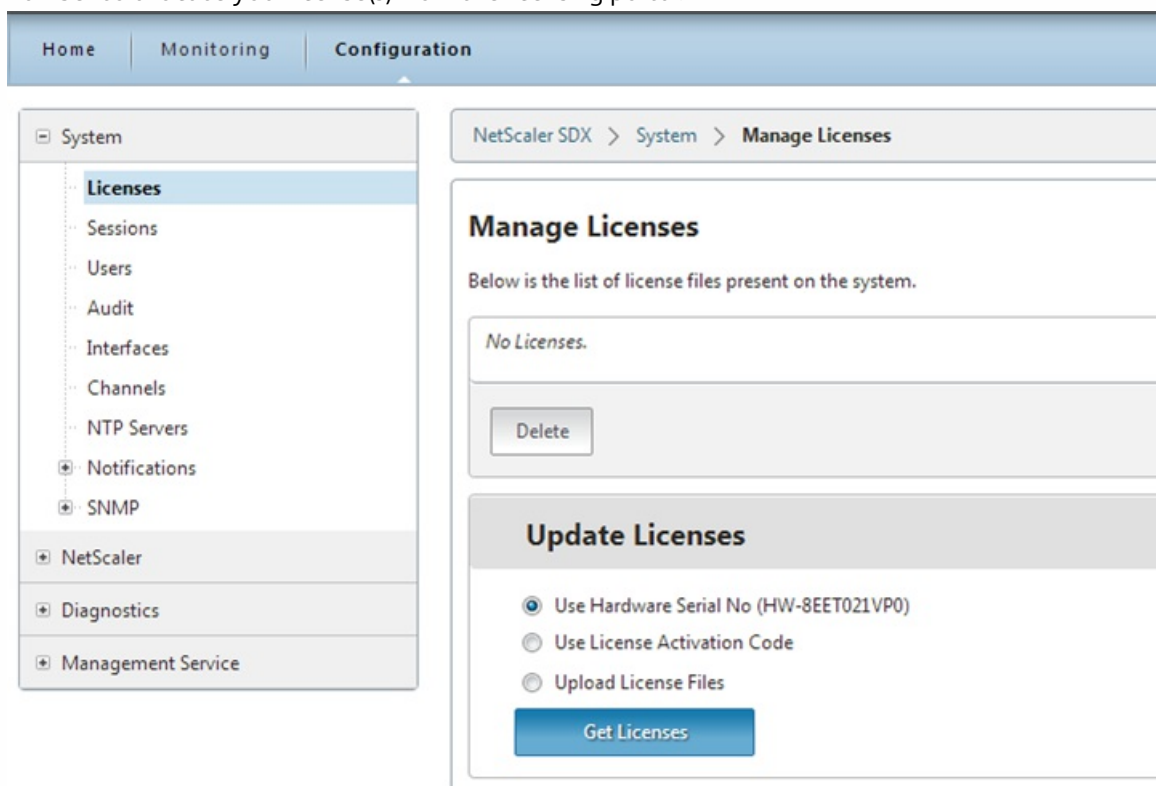 Home Monitoring Configuration
System
Licenses
Sessions
Users
Audit
Interfaces
Channels
NTP Servers
Notifications
SNMP
NetScaler
Diagnostics
Management Service
NetScaler SDX > System > Manage Licenses
Manage Licenses
Below is the list of license files present on the system.
No Licenses.
Delete
Update Licenses
Use Hardware Serial No (HW-8EET021VP0)
Use License Activation Code
Upload License Files
Get Licenses